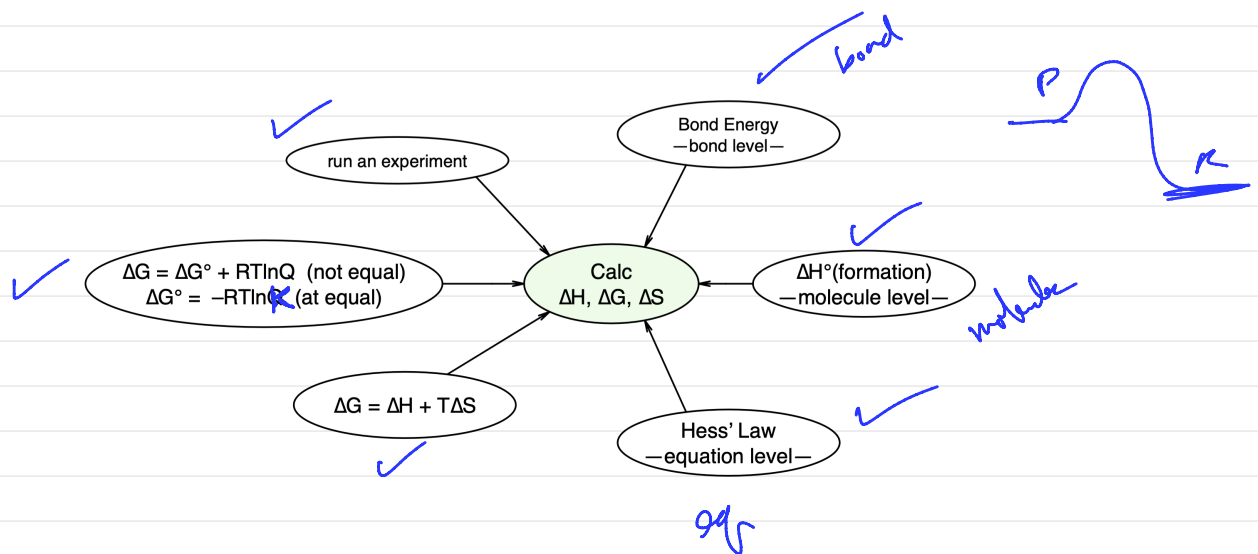 bond
P
R
Bond Energy
—bond level—
run an experiment
ΔG = ΔG° + RTlnQ (not equal)
ΔG° = –RTlnK (at equal)
Calc
ΔH, ΔG, ΔS
ΔH°(formation)
—molecule level—
molecule
ΔG = ΔH + TΔS
Hess’ Law
—equation level—
eq